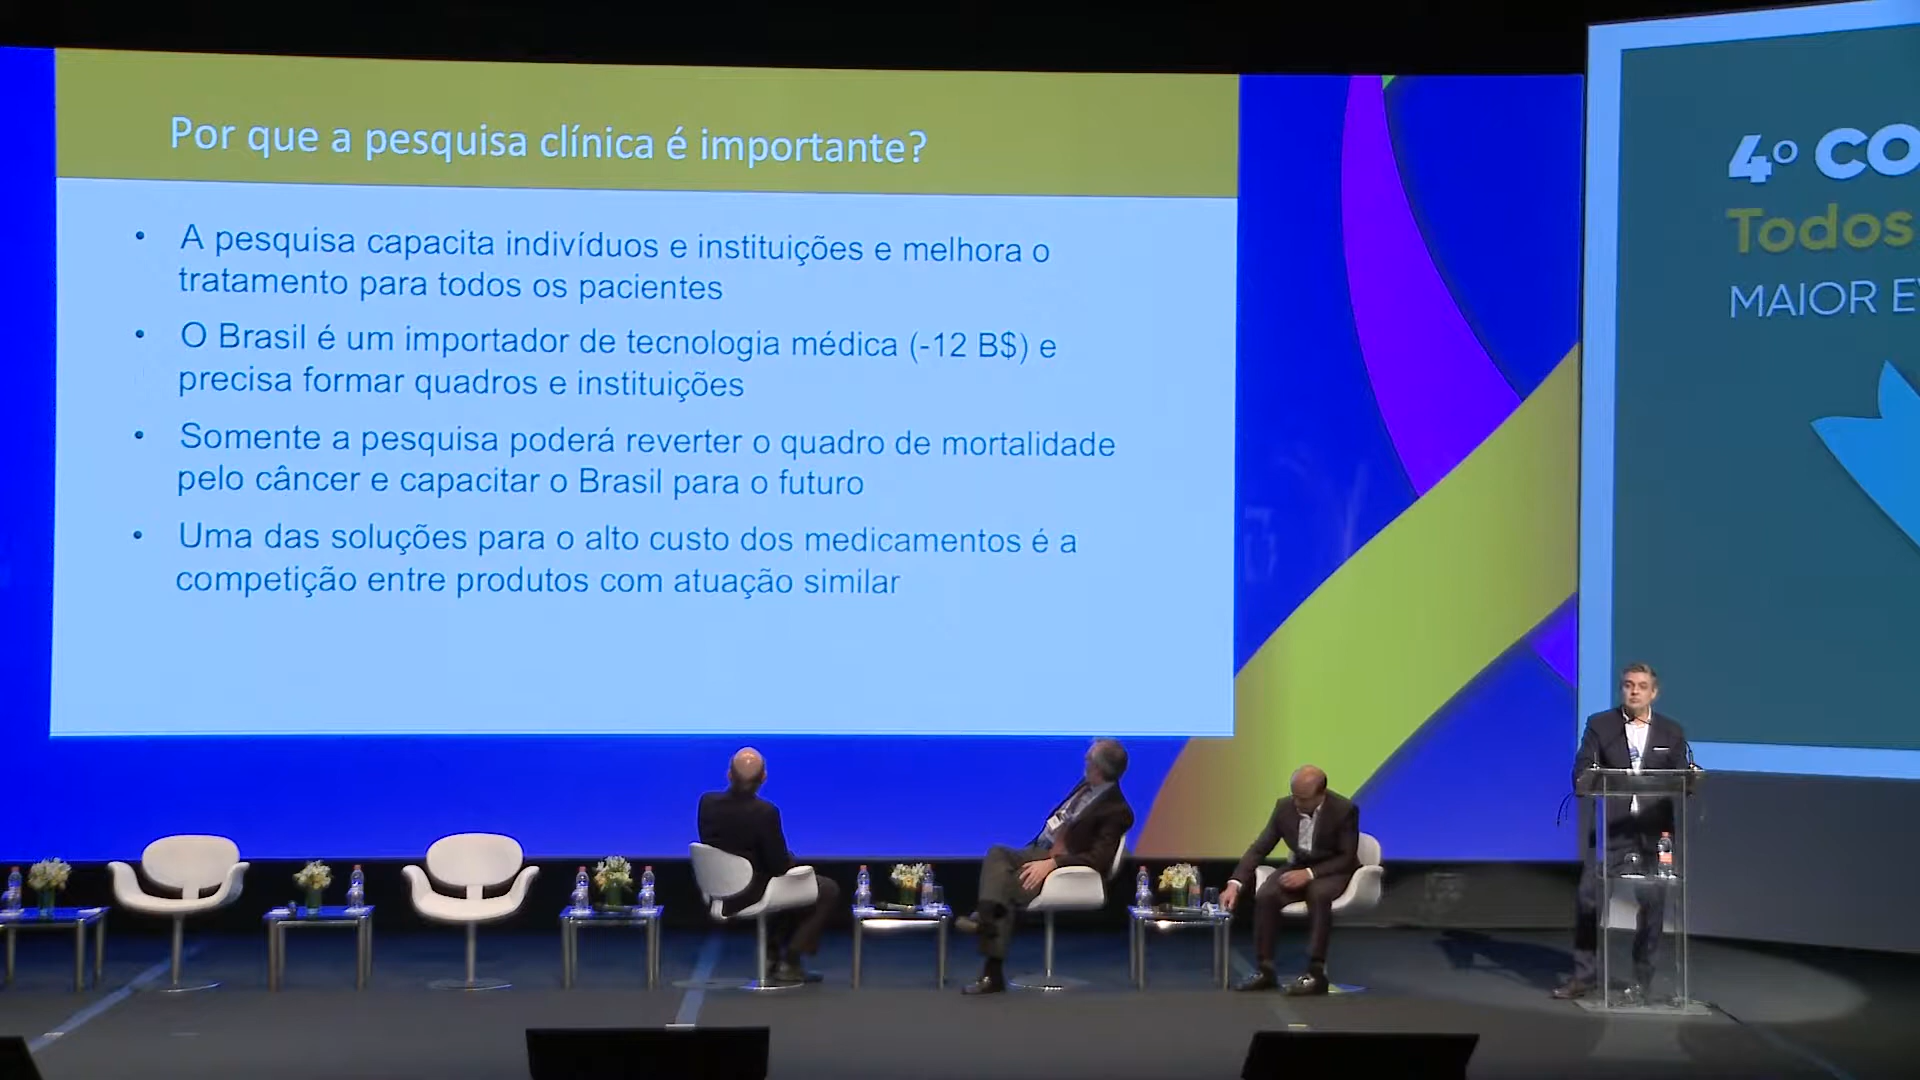 Por que a pesquisa clínica é importante?
• A pesquisa capacita indivíduos e instituições e melhora o
tratamento para todos os pacientes
• O Brasil é um importador de tecnologia médica (-12 B$) e
precisa formar quadros e instituições
• Somente a pesquisa poderá reverter o quadro de mortalidade
pelo câncer e capacitar o Brasil para o futuro
• Uma das soluções para o alto custo dos medicamentos é a
competição entre produtos com atuação similar
4º CO
Todos
MAIOR E